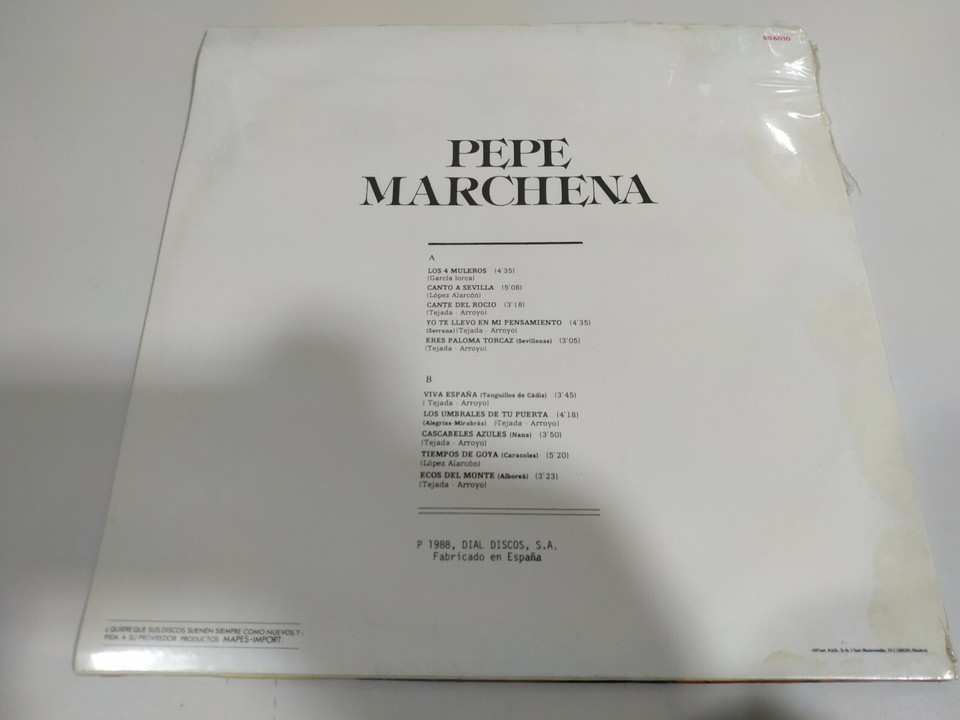 596010
PEPE
MARCHENA
A
LOS 4 MULEROS (4'35)
(García lorca)
CANTO A SEVILLA (5'08)
(López Alarcón)
CANTE DEL ROCIO (3'18)
(Tejada - Arroyo)
YO TE LLEVO EN MI PENSAMIENTO (4'35)
(Serrana)(Tejada - Arroyo)
ERES PALOMA TORCAZ (Sevillanas) (3'05)
(Tejada - Arroyo)
B
VIVA ESPAÑA (Tanguillos de Cádiz) (3'45)
( Tejada - Arroyo)
LOS UMBRALES DE TU PUERTA (4'18)
(Alegrias-Mirabrás) )Tejada - Arroyo)
CASCABELES AZULES (Nana) (3'50)
(Tejada - Arroyo)
TIEMPOS DE GOYA (Caracoles) (5'20)
(López Alarcón)
ECOS DEL MONTE (Alboreá) (3'23)
(Tejada - Arroyo)
P 1988, DIAL DISCOS, S.A.
Fabricado en España
¿ QUIERE QUE SUS DISCOS SUENEN SIEMPRE COMO NUEVOS ? :
PIDA A SU PROVEEDOR PRODUCTOS MAPES-IMPORT